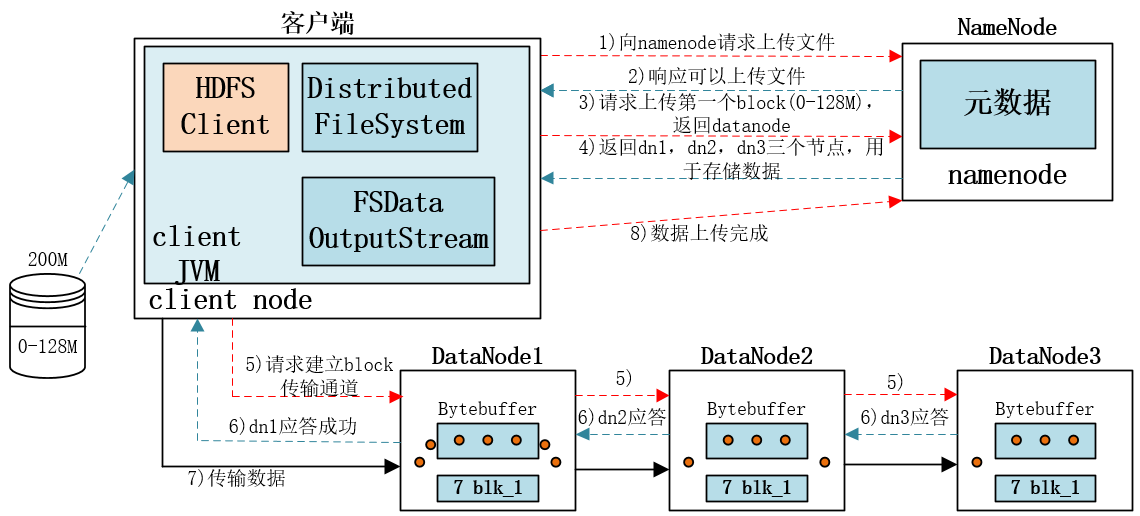 客户端
NameNode
HDFS
Client
Distributed
FileSystem
1)向namenode请求上传文件
2)响应可以上传文件
3)请求上传第一个block(0-128M)，
返回datanode
4)返回dn1，dn2，dn3三个节点，用
于存储数据
元数据
namenode
FSData
OutputStream
8)数据上传完成
client
JVM
client node
200M
0-128M
5)请求建立block
传输通道
6)dn1应答成功
7)传输数据
DataNode1
Bytebuffer
7 blk_1
5)
6)dn2应答
DataNode2
Bytebuffer
7 blk_1
5)
6)dn3应答
DataNode3
Bytebuffer
7 blk_1